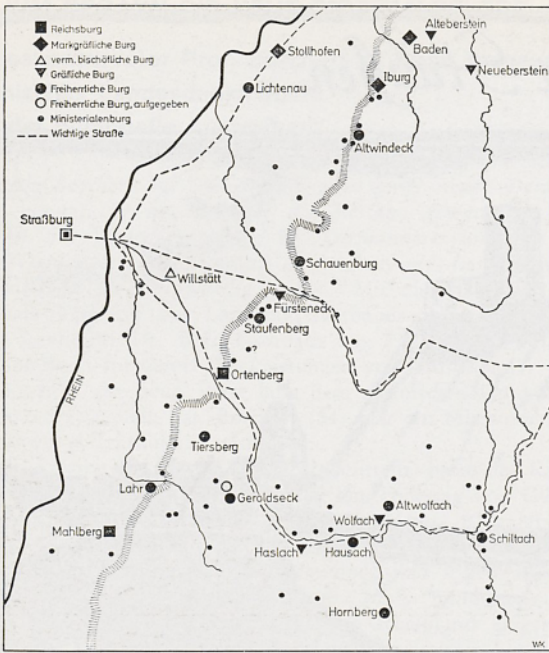 Reichsburg
Markgräfliche Burg
verm. bischöfliche Burg
Gräfliche Burg
Freiherrliche Burg
Freiherrliche Burg, aufgegeben
Ministerialenburg
Wichtige Straße
Alteberstein
Baden
Stollhofen
Neueberstein
Iburg
Lichtenau
Altwindeck
Straßburg
Schauenburg
Willstätt
Fürsteneck
Staufenberg
?
Ortenberg
RHEIN
Tiersberg
Lahr
Geroldseck
Altwolfach
Wolfach
Mahlberg
Schiltach
Haslach
Hausach
Hornberg
WK